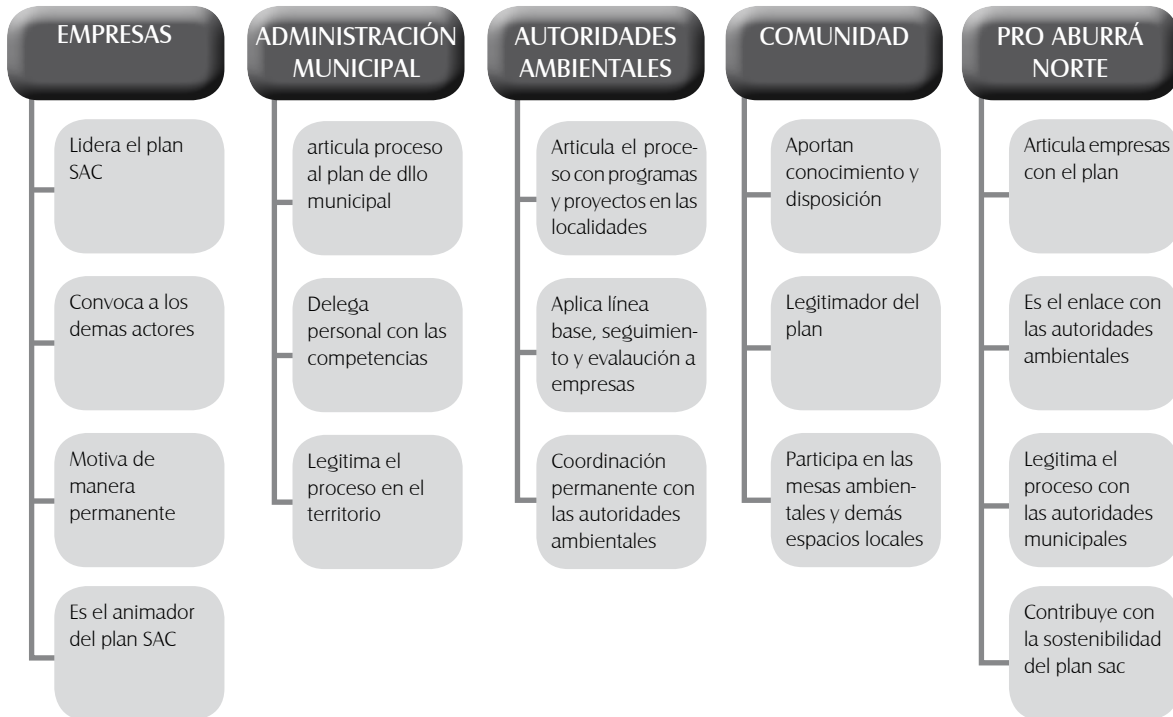 EMPRESAS
Lidera el plan
SAC
Convoca a los
demas actores
Motiva de
manera
permanente
Es el animador
del plan SAC
ADMINISTRACIÓN
MUNICIPAL
articula proceso
al plan de dllo
municipal
Delega
personal con las
competencias
Legitima el
proceso en el
territorio
AUTORIDADES
AMBIENTALES
Articula el proce-
so con programas
y proyectos en las
localidades
Aplica línea
base, seguimien-
to y evalaución a
empresas
Coordinación
permanente con
las autoridades
ambientales
COMUNIDAD
Aportan
conocimiento y
disposición
Legitimador del
plan
Participa en las
mesas ambien-
tales y demás
espacios locales
PRO ABURRÁ
NORTE
Articula empresas
con el plan
Es el enlace con
las autoridades
ambientales
Legitima el
proceso con
las autoridades
municipales
Contribuye con
la sostenibilidad
del plan sac